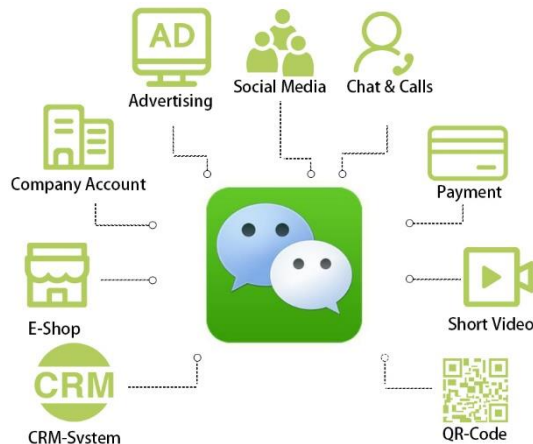 AD
Advertising
Social Media
Chat & Calls
Company Account
Payment
E-Shop
Short Video
CRM
CRM-System
QR-Code